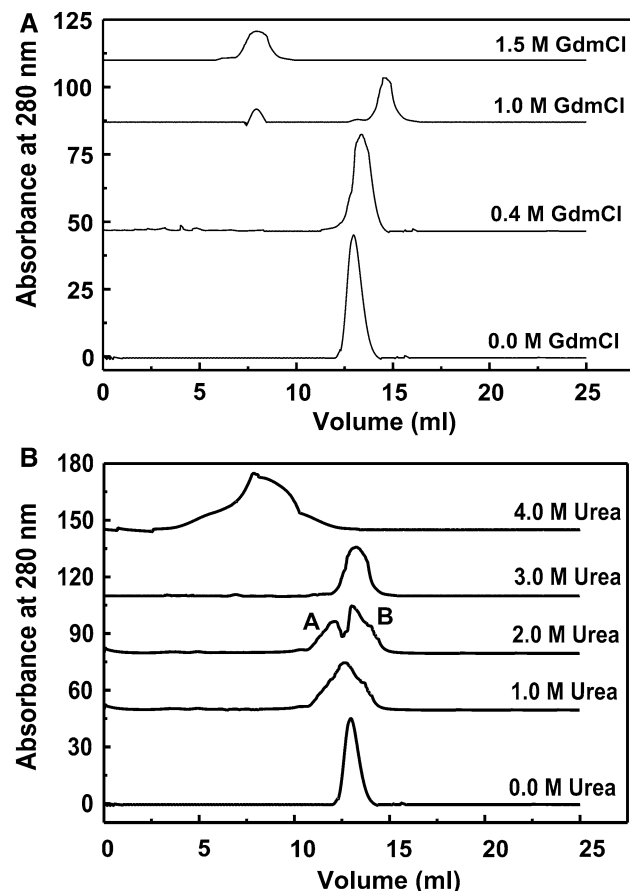 A
Absorbance at 280 nm
125
100
75
50
25
0
1.5 M GdmCl
1.0 M GdmCl
0.4 M GdmCl
0.0 M GdmCl
0 5 10 15 20 25
Volume (ml)
B
Absorbance at 280 nm
180
150
120
90
60
30
0
4.0 M Urea
3.0 M Urea
A B
2.0 M Urea
1.0 M Urea
0.0 M Urea
0 5 10 15 20 25
Volume (ml)